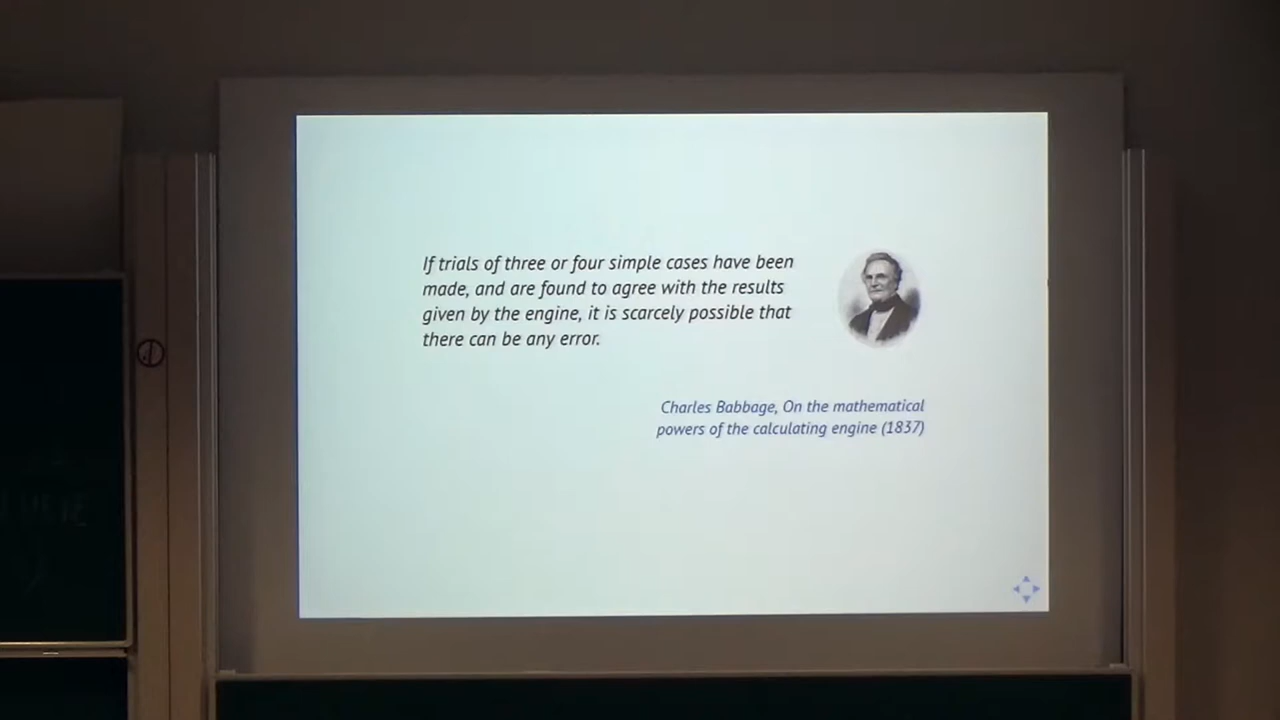 If trials of three or four simple cases have been
made, and are found to agree with the results
given by the engine, it is scarcely possible that
there can be any error.
Charles Babbage, On the mathematical
powers of the calculating engine (1837)